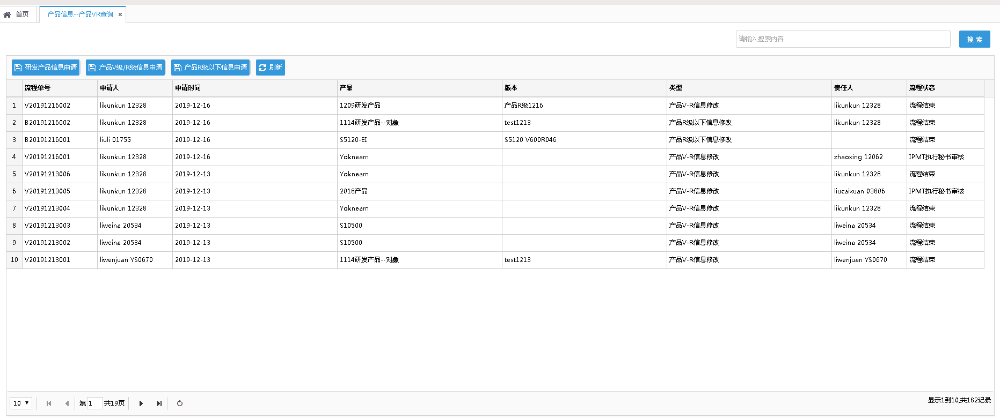 首页 产品信息--产品VR查询 ×
请输入搜索内容 搜 索
研发产品信息申请 产品V级/R级信息申请 产品R级以下信息申请 刷新
流程单号 申请人 申请时间 产品 版本 类型 责任人 流程状态
1 V20191216002 likunkun 12328 2019-12-16 1209研发产品 产品R级1216 产品V-R信息修改 likunkun 12328 流程结束
2 B20191216002 likunkun 12328 2019-12-16 1114研发产品--对象 test1213 产品R级以下信息修改 likunkun 12328 流程结束
3 B20191216001 liuli 01755 2019-12-16 S5120-EI S5120 V600R046 产品R级以下信息修改 流程结束
4 V20191216001 likunkun 12328 2019-12-16 Yokneam 产品V-R信息修改 zhaoxing 12062 IPMT执行秘书审核
5 V20191213006 likunkun 12328 2019-12-13 Yokneam 产品V-R信息修改 likunkun 12328 流程结束
6 V20191213005 likunkun 12328 2019-12-13 2018产品 产品V-R信息修改 liucaixuan 03806 IPMT执行秘书审核
7 V20191213004 likunkun 12328 2019-12-13 Yokneam 产品V-R信息修改 likunkun 12328 流程结束
8 V20191213003 liweina 20534 2019-12-13 S10500 产品V-R信息修改 liweina 20534 流程结束
9 V20191213002 liweina 20534 2019-12-13 S10500 产品V-R信息修改 liweina 20534 流程结束
10 V20191213001 liwenjuan YS0670 2019-12-13 1114研发产品--对象 test1213 产品V-R信息修改 liwenjuan YS0670 流程结束
10 第 1 共19页 显示1到10,共182记录